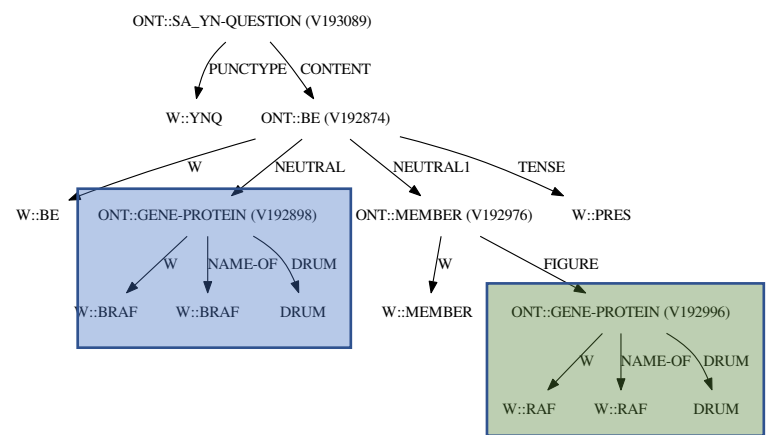 ONT::SA_YN-QUESTION (V193089)
PUNCTYPE CONTENT
W::YNQ ONT::BE (V192874)
W NEUTRAL NEUTRAL1 TENSE
W::BE ONT::GENE-PROTEIN (V192898) ONT::MEMBER (V192976) W::PRES
W NAME-OF DRUM W FIGURE
W::BRAF W::BRAF DRUM W::MEMBER ONT::GENE-PROTEIN (V192996)
W NAME-OF DRUM
W::RAF W::RAF DRUM